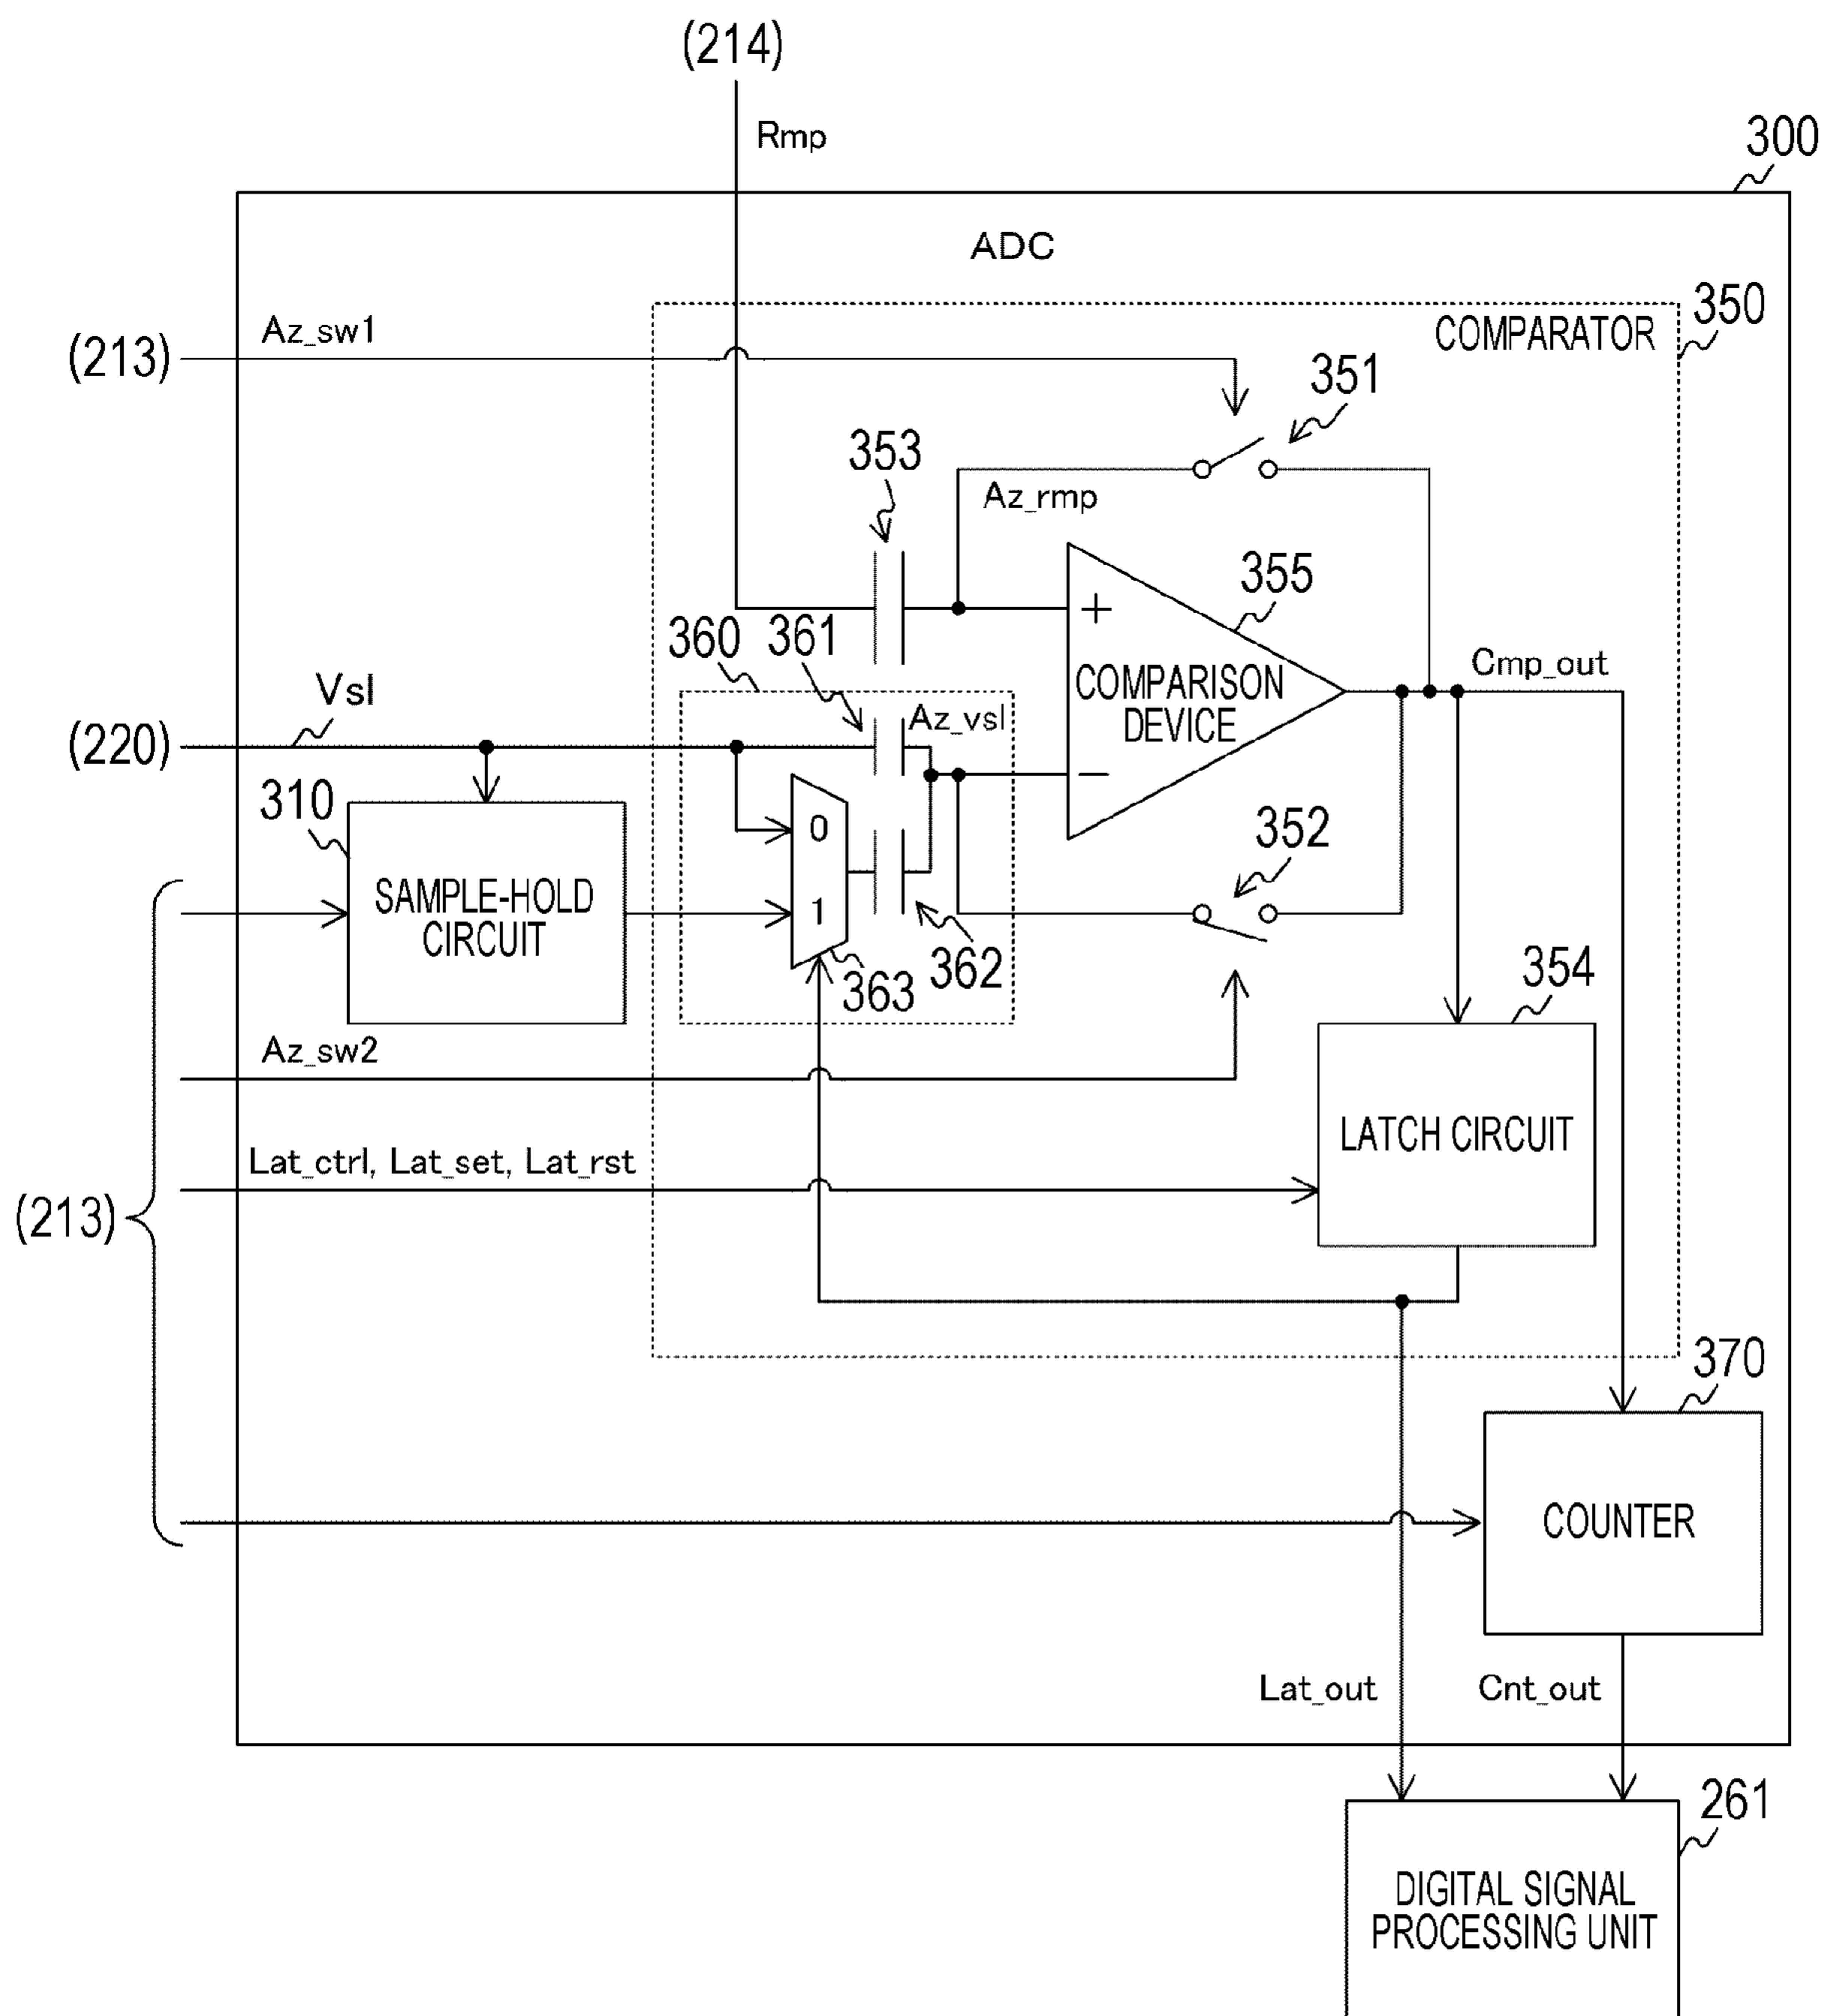 (214)
Rmp
300
ADC
350
COMPARATOR
Az_sw1
(213)
351
353
Az_rmp
355
360
361
+
Cmp_out
COMPARISON
DEVICE
Vsl
Az_vsl
(220)
−
310
0
352
SAMPLE-HOLD
CIRCUIT
1
362
363
354
Az_sw2
LATCH CIRCUIT
Lat_ctrl, Lat_set, Lat_rst
(213)
370
COUNTER
Lat_out
Cnt_out
261
DIGITAL SIGNAL
PROCESSING UNIT